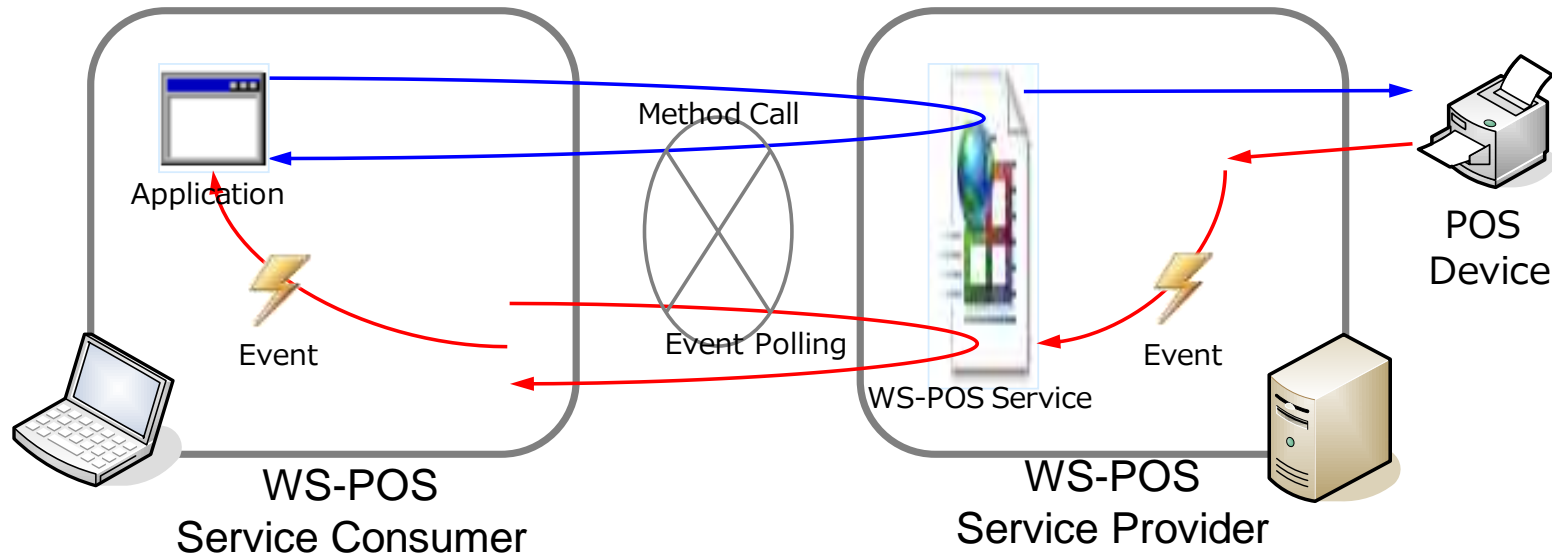 Method Call
Application
POS
Device
Event
Event Polling
Event
WS-POS Service
WS-POS
Service Consumer
WS-POS
Service Provider